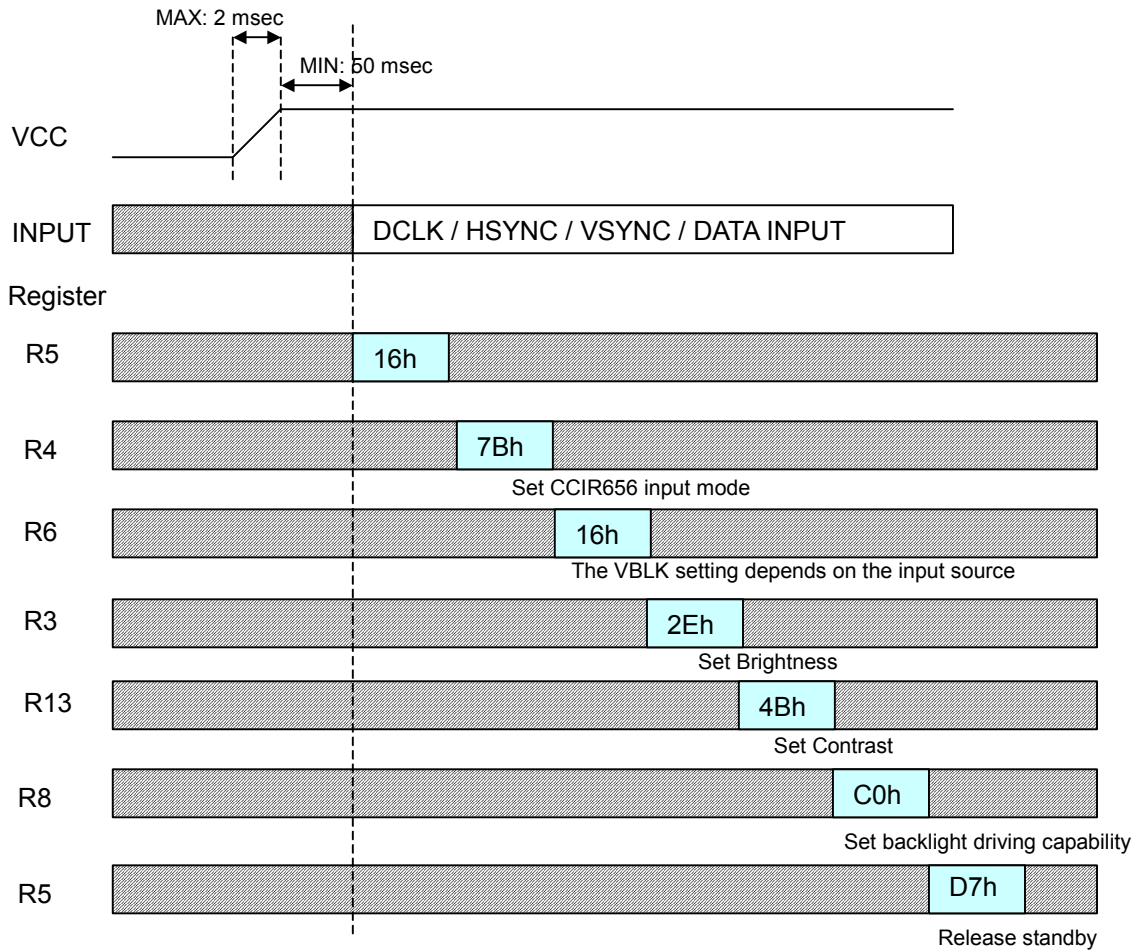 MAX: 2 msec
MIN: 50 msec
VCC
INPUT
DCLK / HSYNC / VSYNC / DATA INPUT
Register
R5
16h
R4
7Bh
Set CCIR656 input mode
R6
16h
The VBLK setting depends on the input source
R3
2Eh
Set Brightness
R13
4Bh
Set Contrast
R8
C0h
Set backlight driving capability
R5
D7h
Release standby